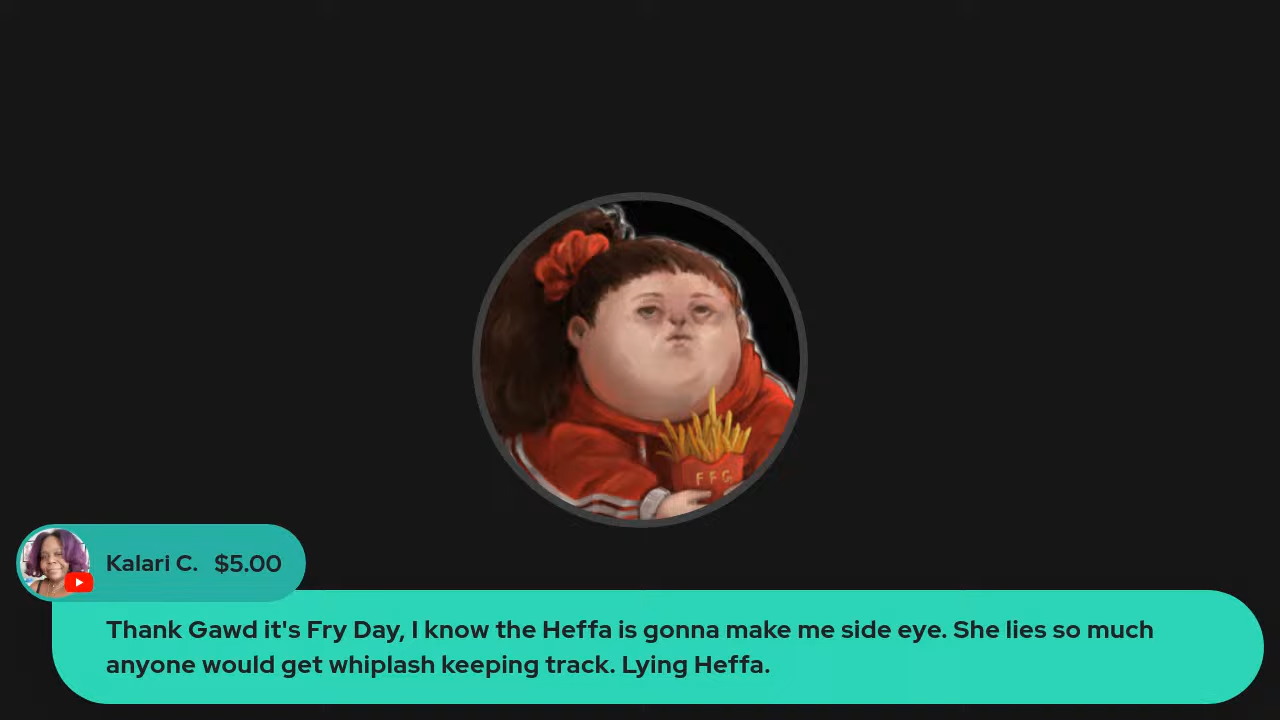 FFG
Kalari C. $5.00
Thank Gawd it's Fry Day, I know the Heffa is gonna make me side eye. She lies so much
anyone would get whiplash keeping track. Lying Heffa.